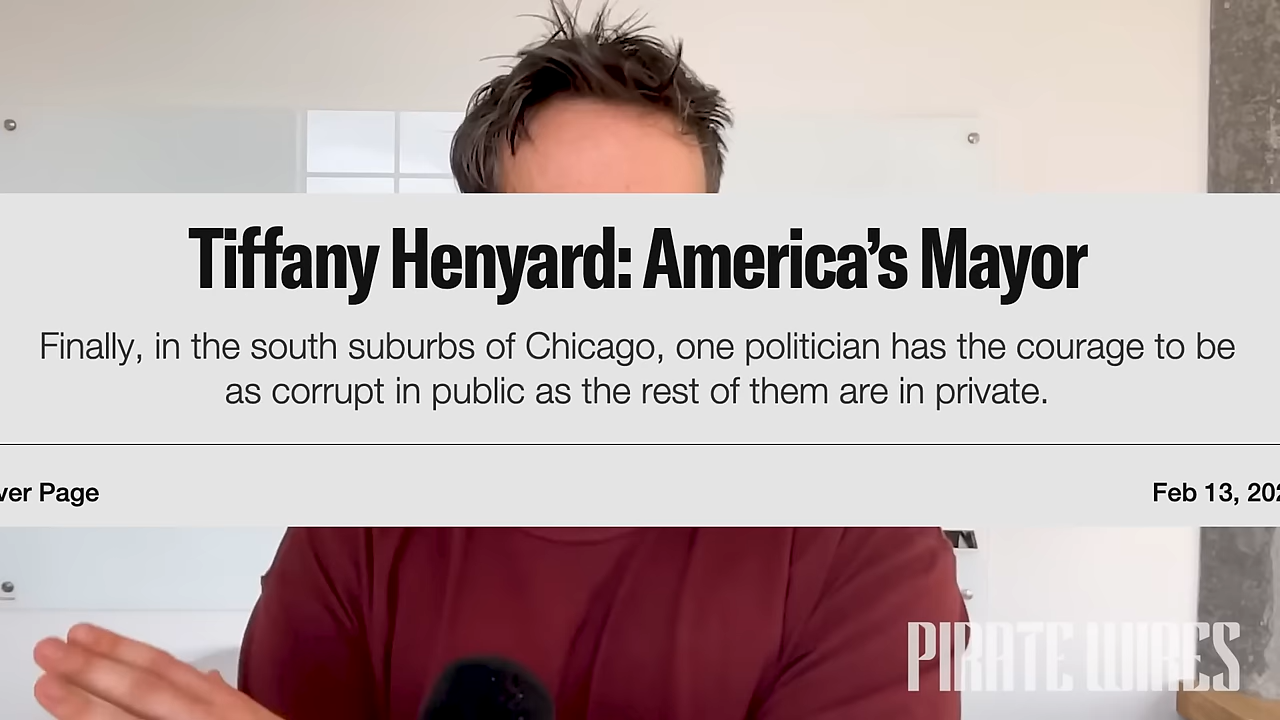 Tiffany Henyard: America’s Mayor
Finally, in the south suburbs of Chicago, one politician has the courage to be
as corrupt in public as the rest of them are in private.
ver Page
Feb 13, 202
PIRATE WIRES